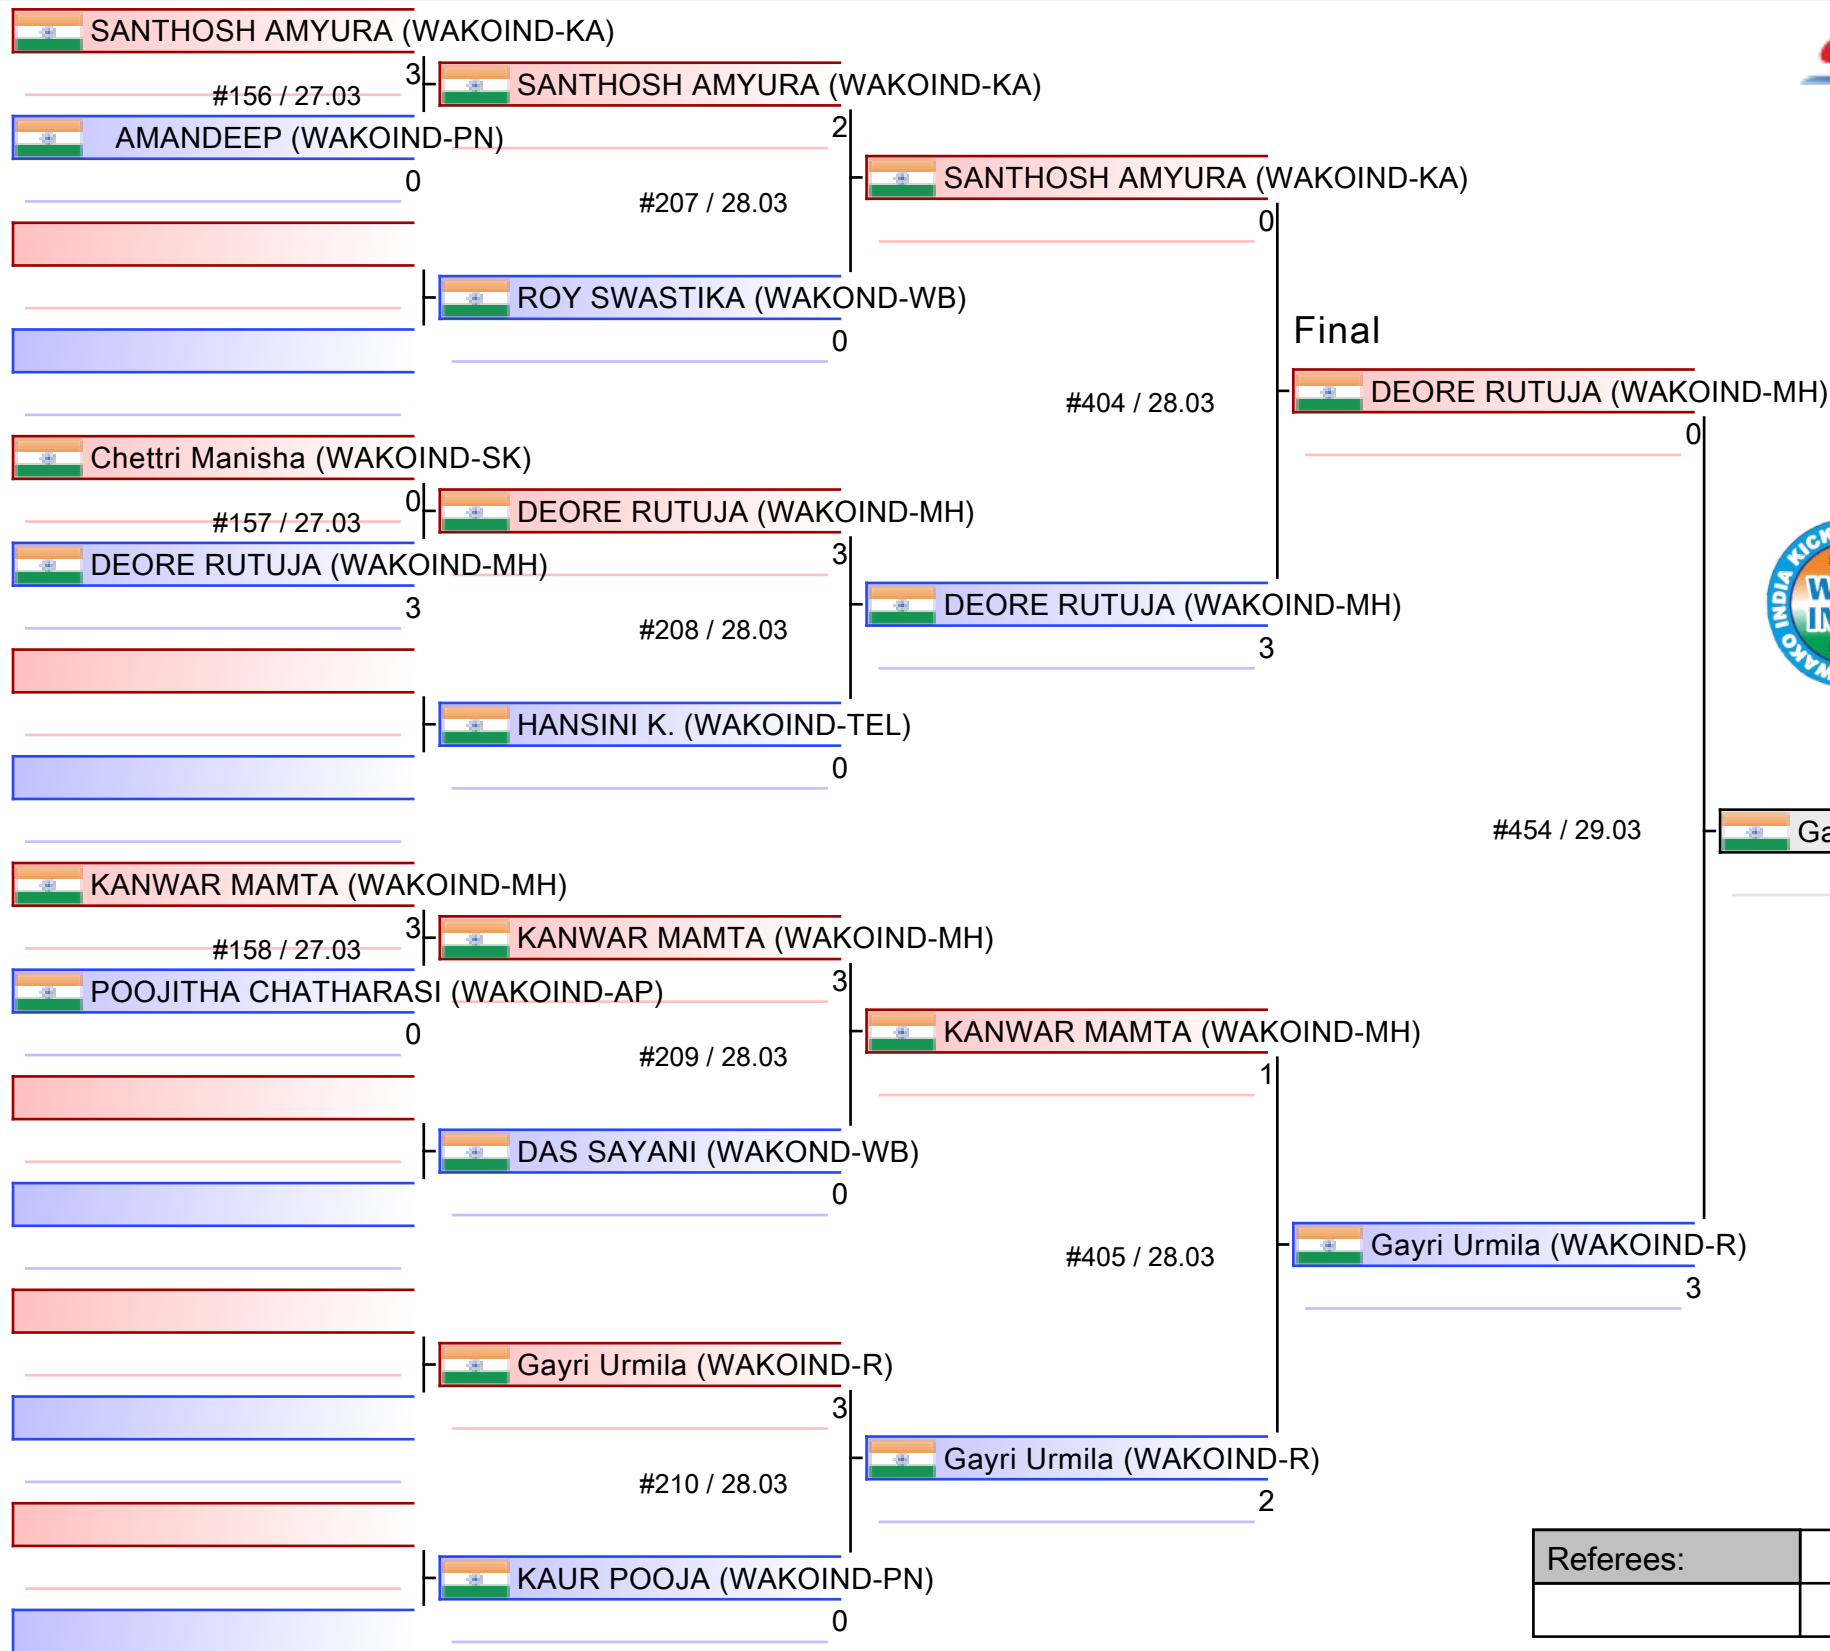 SANTHOSH AMYURA (WAKOIND-KA)
3
#156 / 27.03
AMANDEEP (WAKOIND-PN)
0
SANTHOSH AMYURA (WAKOIND-KA)
2
#207 / 28.03
ROY SWASTIKA (WAKOND-WB)
0
SANTHOSH AMYURA (WAKOIND-KA)
0
#404 / 28.03
Final
DEORE RUTUJA (WAKOIND-MH)
0
Chettri Manisha (WAKOIND-SK)
0
#157 / 27.03
DEORE RUTUJA (WAKOIND-MH)
3
DEORE RUTUJA (WAKOIND-MH)
3
#208 / 28.03
HANSINI K. (WAKOIND-TEL)
0
DEORE RUTUJA (WAKOIND-MH)
3
WAKO INDIA KICK
#454 / 29.03
Ga
KANWAR MAMTA (WAKOIND-MH)
3
#158 / 27.03
POOJITHA CHATHARASI (WAKOIND-AP)
0
KANWAR MAMTA (WAKOIND-MH)
3
#209 / 28.03
DAS SAYANI (WAKOND-WB)
0
KANWAR MAMTA (WAKOIND-MH)
1
#405 / 28.03
Gayri Urmila (WAKOIND-R)
3
Gayri Urmila (WAKOIND-R)
3
#210 / 28.03
KAUR POOJA (WAKOIND-PN)
0
Gayri Urmila (WAKOIND-R)
2
Referees: